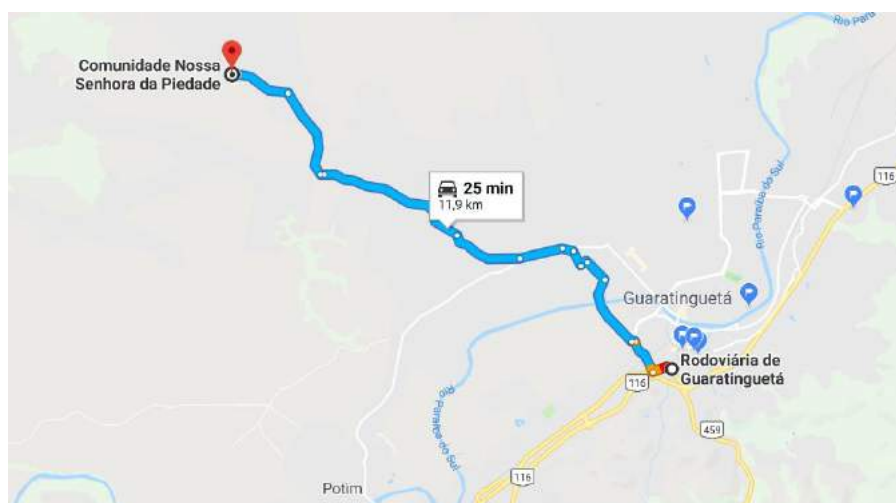 Comunidade Nossa
Senhora da Piedade
25 min
11,9 km
116
Rio Paraíba do Sul
Guaratinguetá
Rodoviária de
Guaratinguetá
116
459
Rio Paraíba do Sul
116
Potim